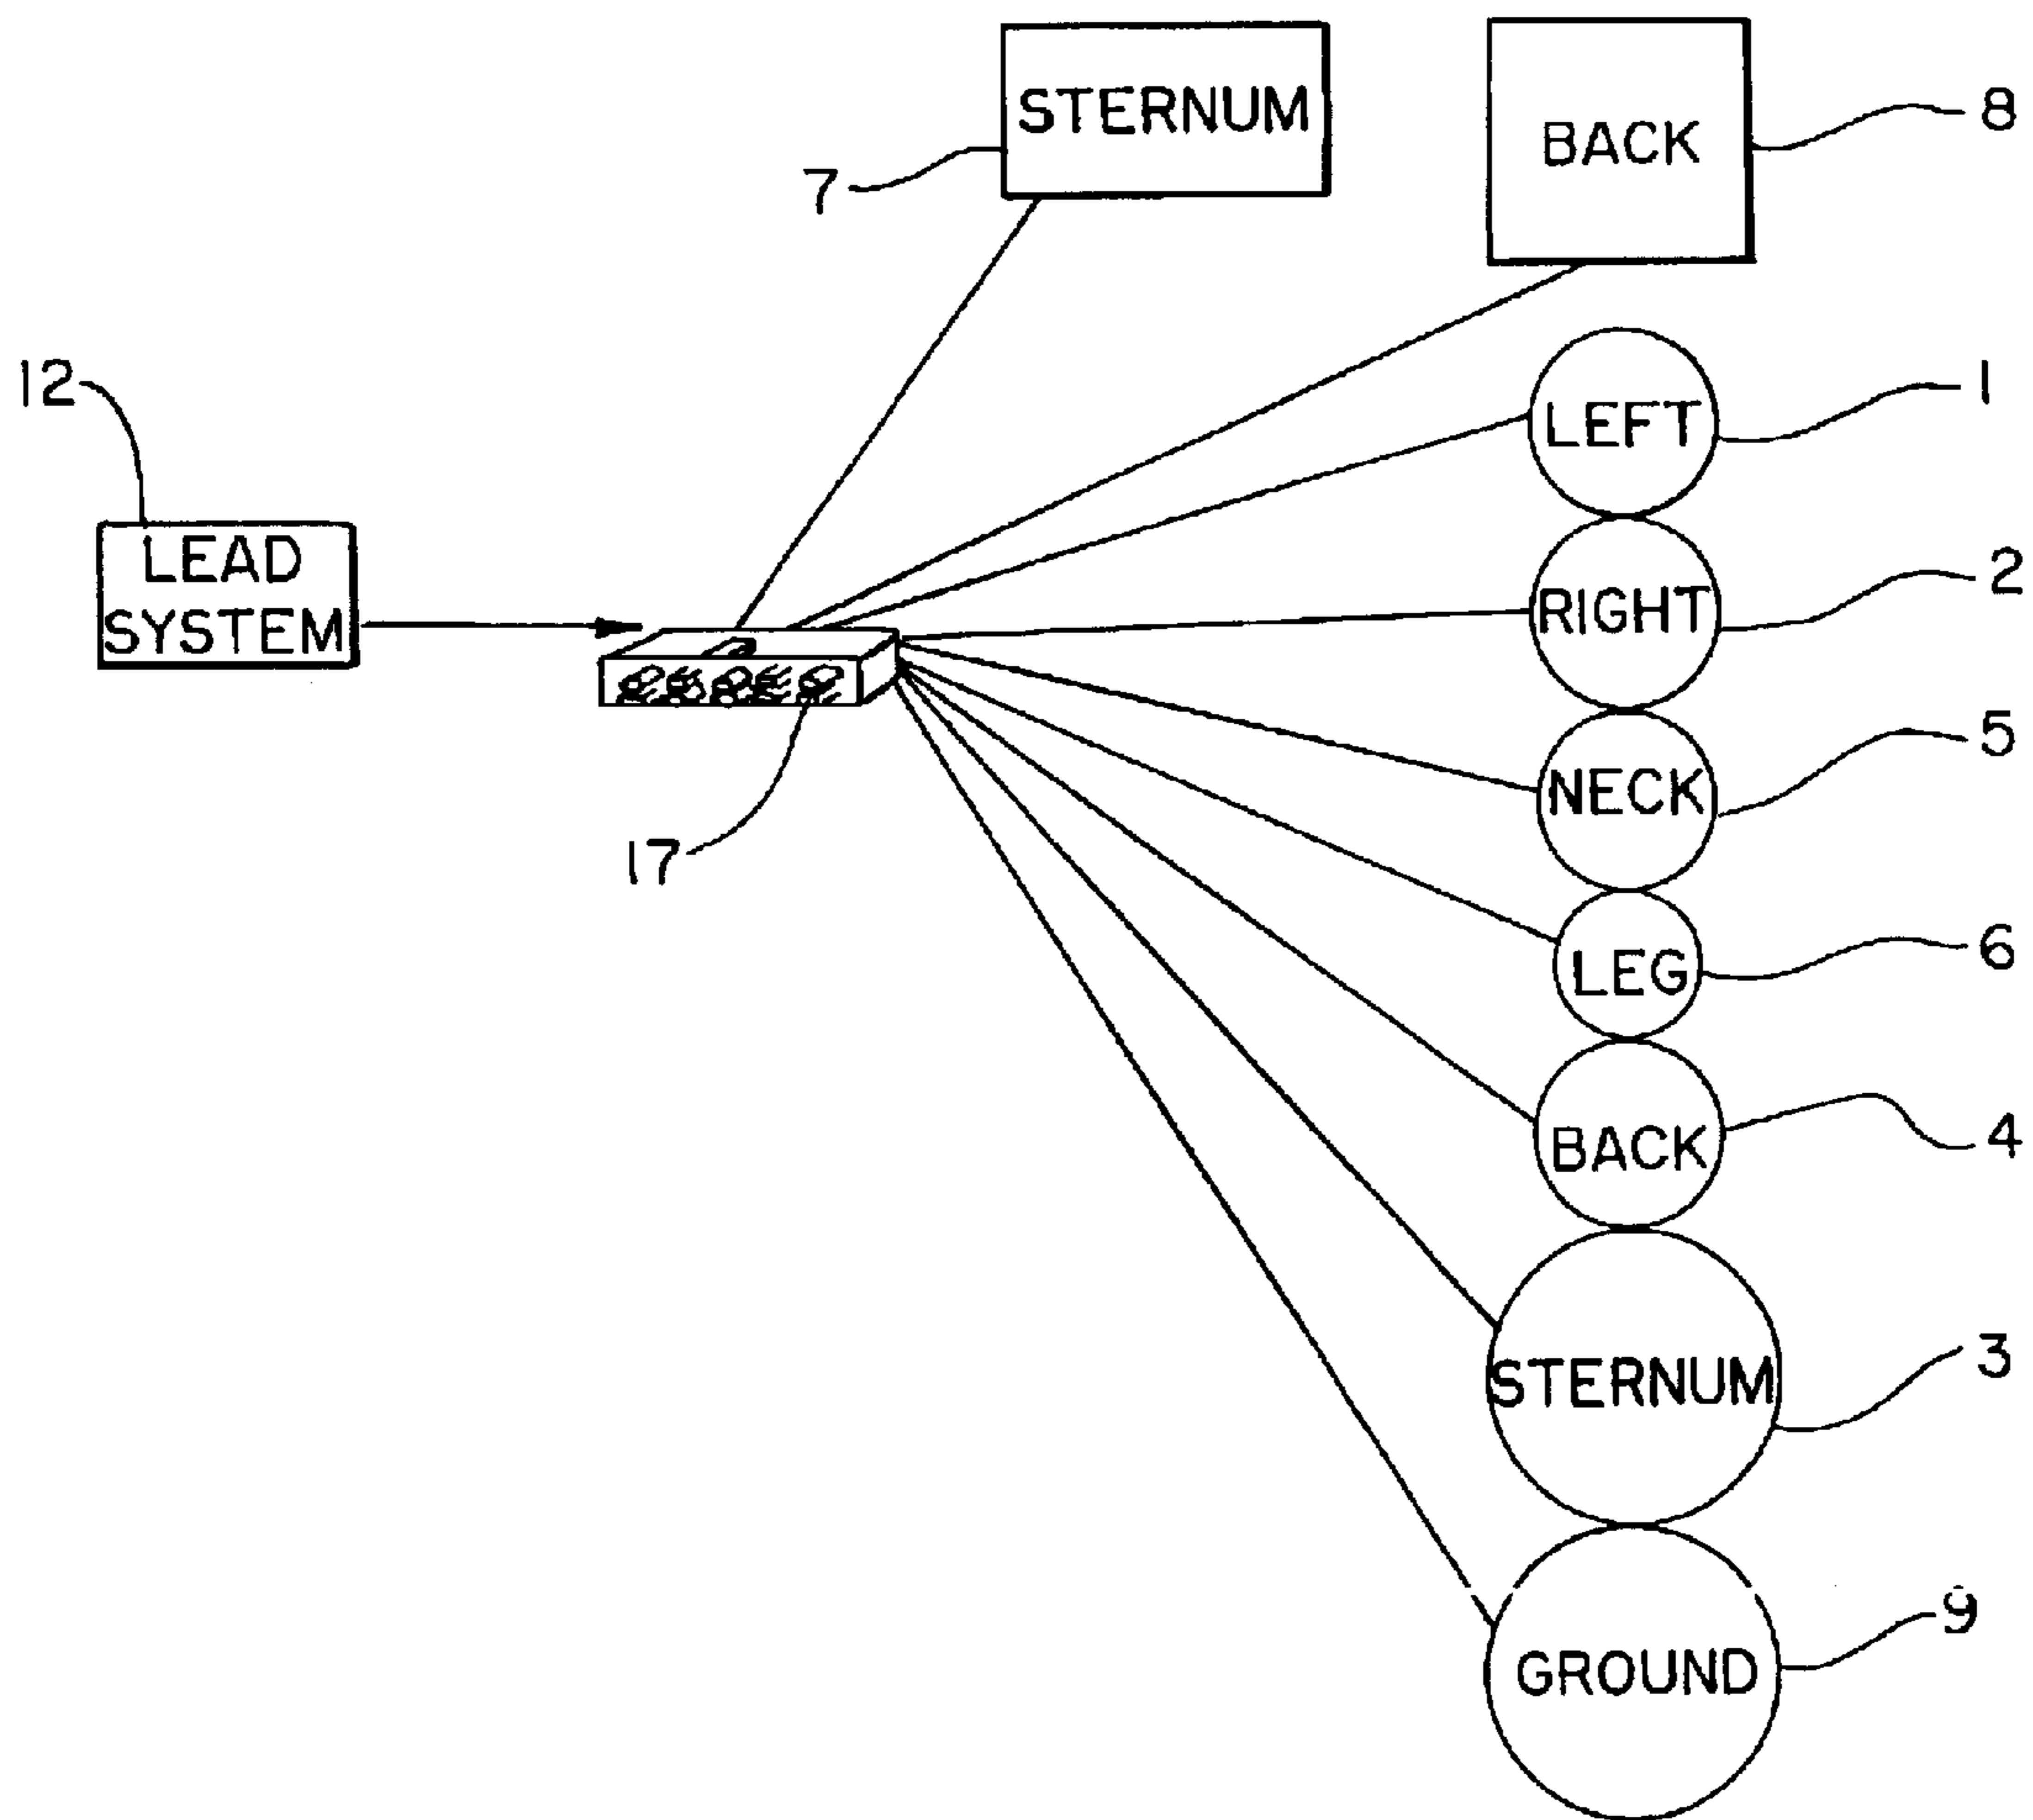 STERNUM
7
BACK
8
12
LEAD
SYSTEM
17
LEFT
1
RIGHT
2
NECK
5
LEG
6
BACK
4
STERNUM
3
GROUND
9